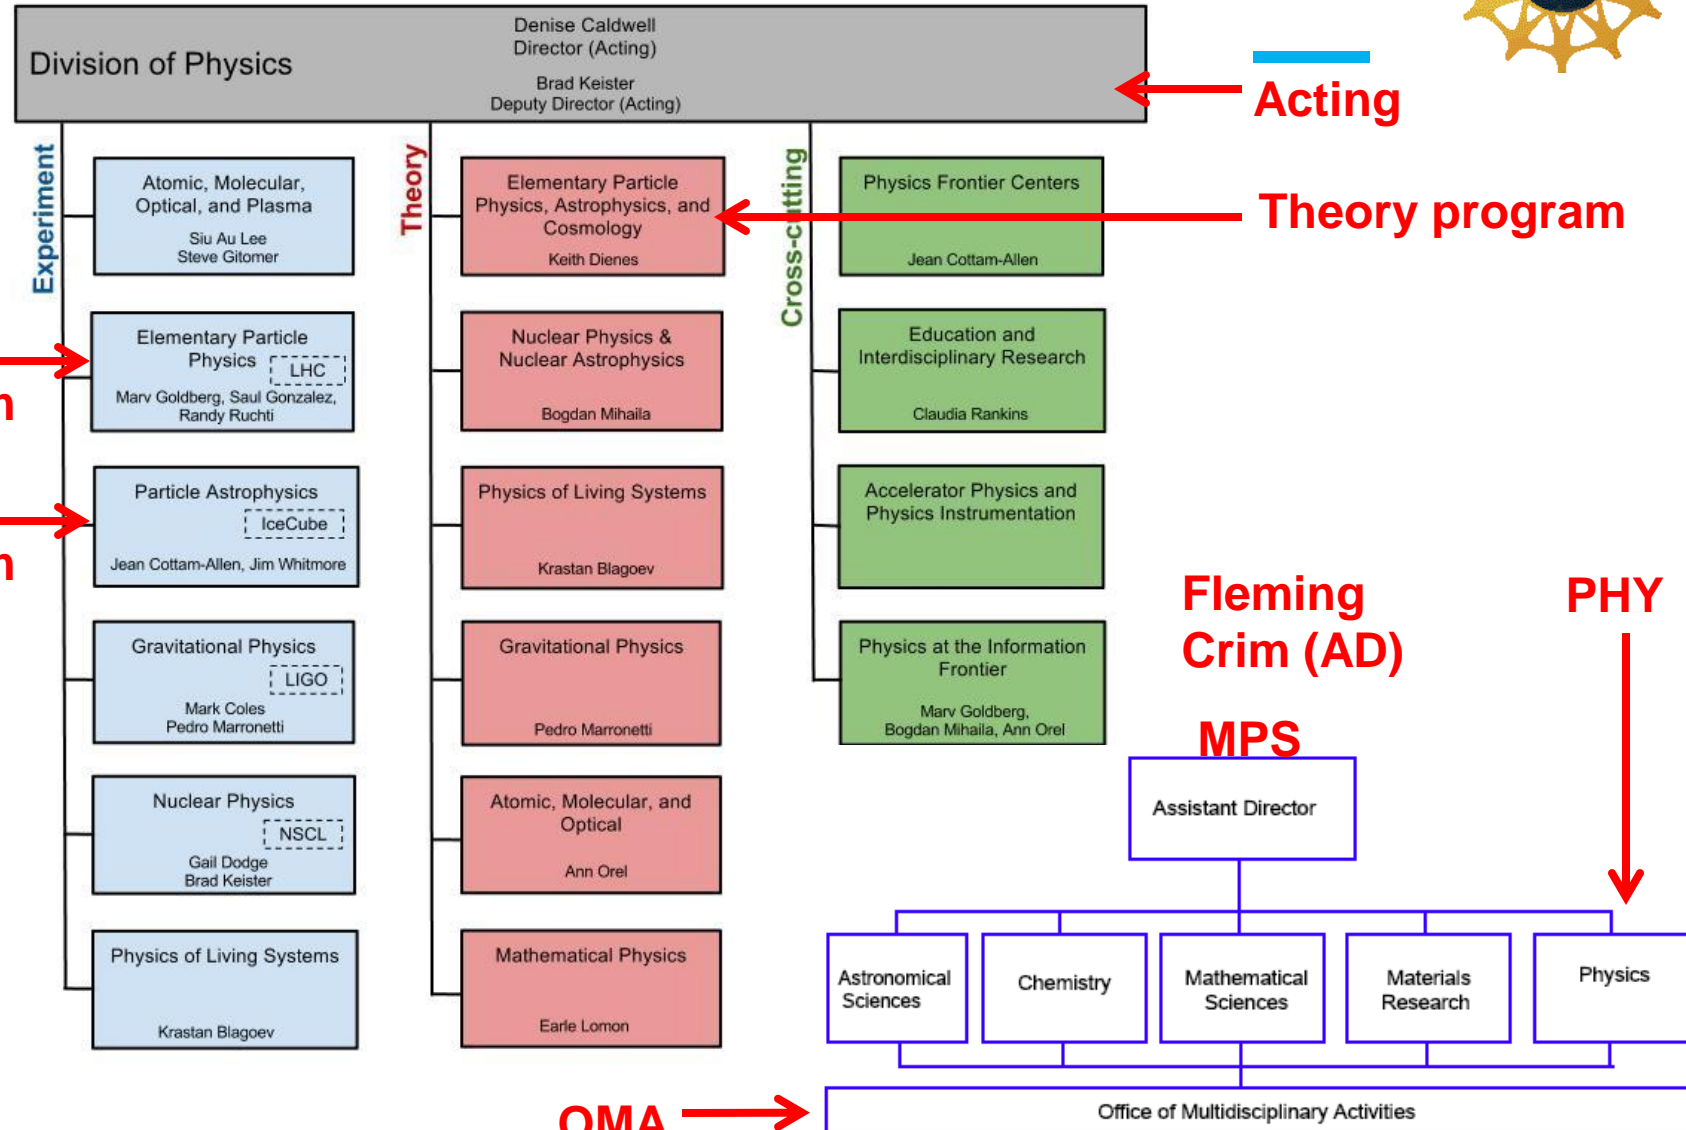 Division of Physics
Denise Caldwell
Director (Acting)
Brad Keister
Deputy Director (Acting)
Acting
Experiment
Atomic, Molecular,
Optical, and Plasma
Siu Au Lee
Steve Gitomer
Elementary Particle
Physics
LHC
Marv Goldberg, Saul Gonzalez,
Randy Ruchti
Particle Astrophysics
IceCube
Jean Cottam-Allen, Jim Whitmore
Gravitational Physics
LIGO
Mark Coles
Pedro Marronetti
Nuclear Physics
NSCL
Gail Dodge
Brad Keister
Physics of Living Systems
Krastan Blagoev
Theory
Elementary Particle
Physics, Astrophysics, and
Cosmology
Keith Dienes
Theory program
Nuclear Physics &
Nuclear Astrophysics
Bogdan Mihaila
Physics of Living Systems
Krastan Blagoev
Gravitational Physics
Pedro Marronetti
Atomic, Molecular, and
Optical
Ann Orel
Mathematical Physics
Earle Lomon
Cross-cutting
Physics Frontier Centers
Jean Cottam-Allen
Education and
Interdisciplinary Research
Claudia Rankins
Accelerator Physics and
Physics Instrumentation
Physics at the Information
Frontier
Marv Goldberg,
Bogdan Mihaila, Ann Orel
Fleming
Crim (AD)
PHY
MPS
Assistant Director
Astronomical
Sciences
Chemistry
Mathematical
Sciences
Materials
Research
Physics
OMA
Office of Multidisciplinary Activities